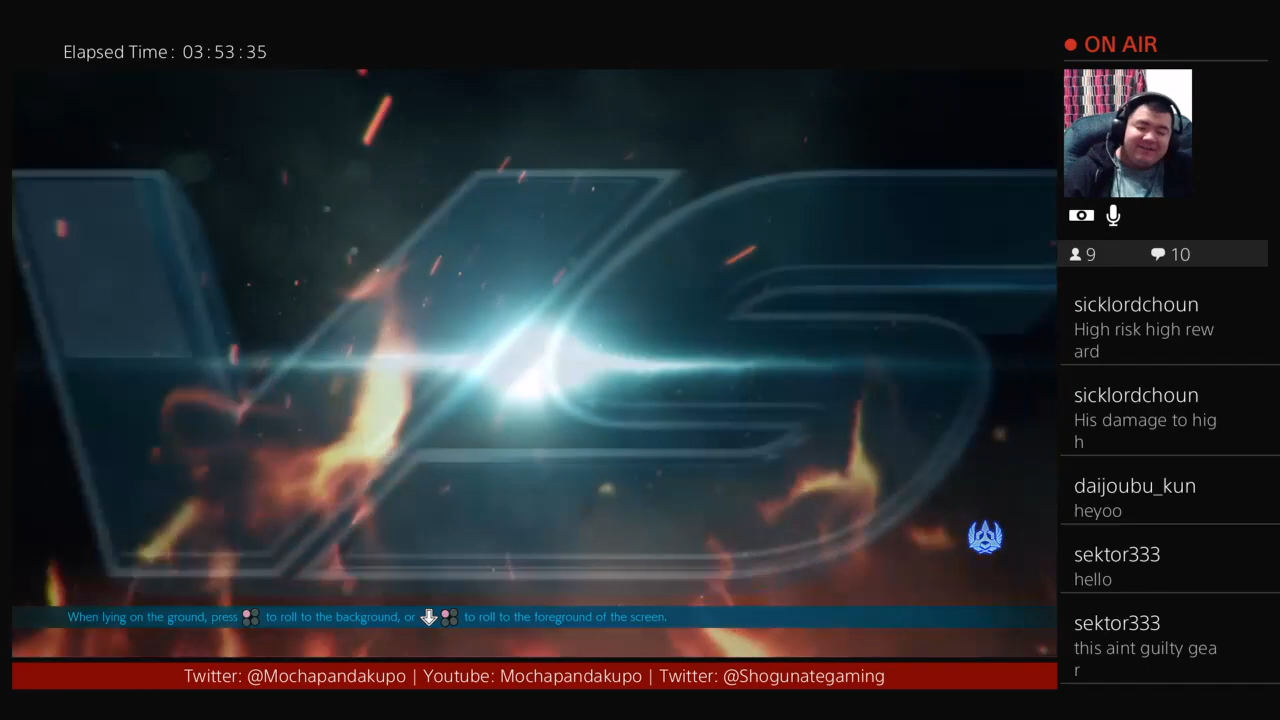 Elapsed Time: 03:53:35
ON AIR
VS
9 10
sicklordchoun
High risk high rew
ard
sicklordchoun
His damage to hig
h
daijoubu_kun
heyoo
sektor333
hello
sektor333
this aint guilty gea
r
When lying on the ground, press to roll to the background, or to roll to the foreground of the screen.
Twitter: @Mochapandakupo | Youtube: Mochapandakupo | Twitter: @Shogunategaming